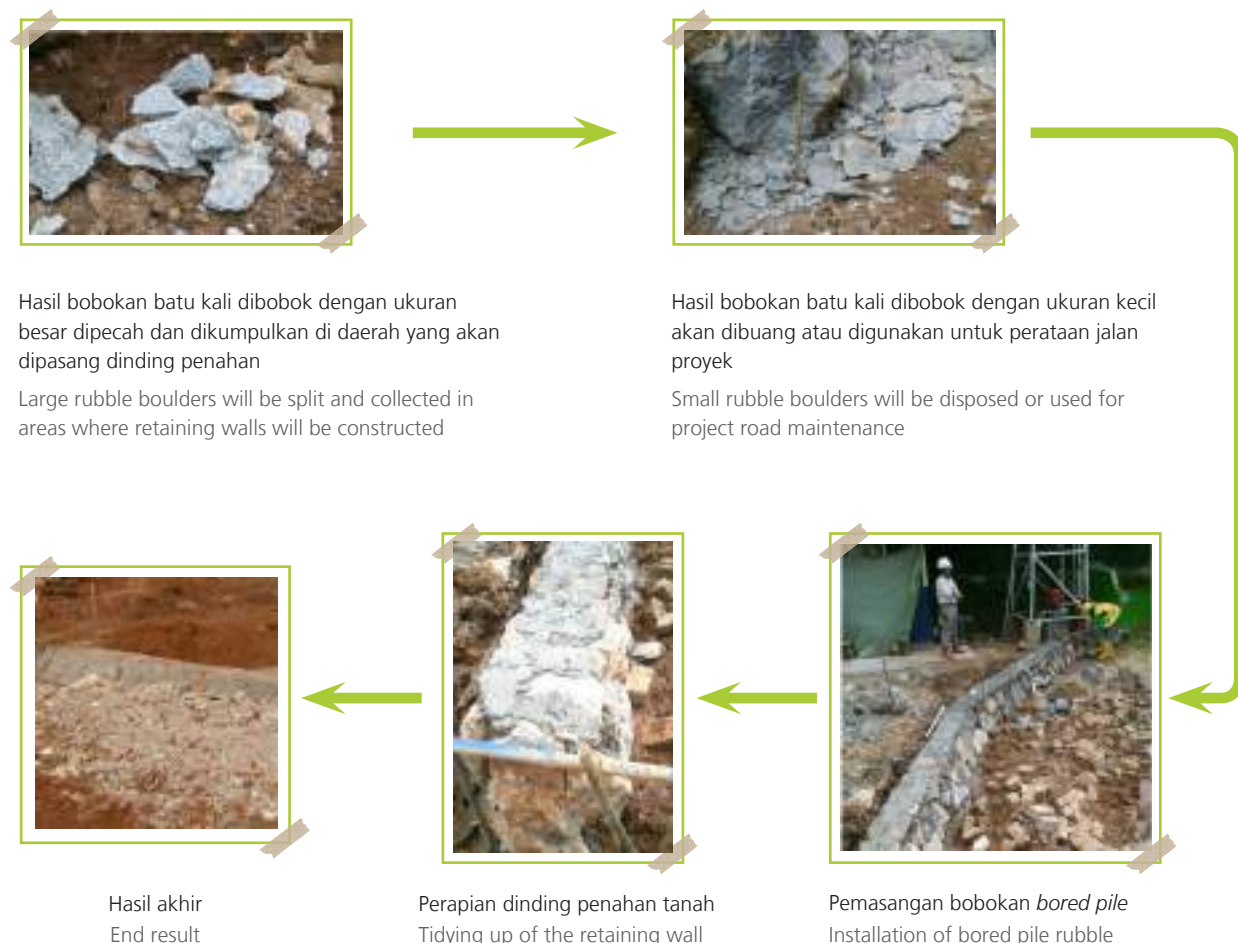 Hasil bobokan batu kali dibobok dengan ukuran
besar dipecah dan dikumpulkan di daerah yang akan
dipasang dinding penahan
Large rubble boulders will be split and collected in
areas where retaining walls will be constructed
Hasil bobokan batu kali dibobok dengan ukuran kecil
akan dibuang atau digunakan untuk perataan jalan
proyek
Small rubble boulders will be disposed or used for
project road maintenance
Pemasangan bobokan bored pile
Installation of bored pile rubble
Perapian dinding penahan tanah
Tidying up of the retaining wall
Hasil akhir
End result